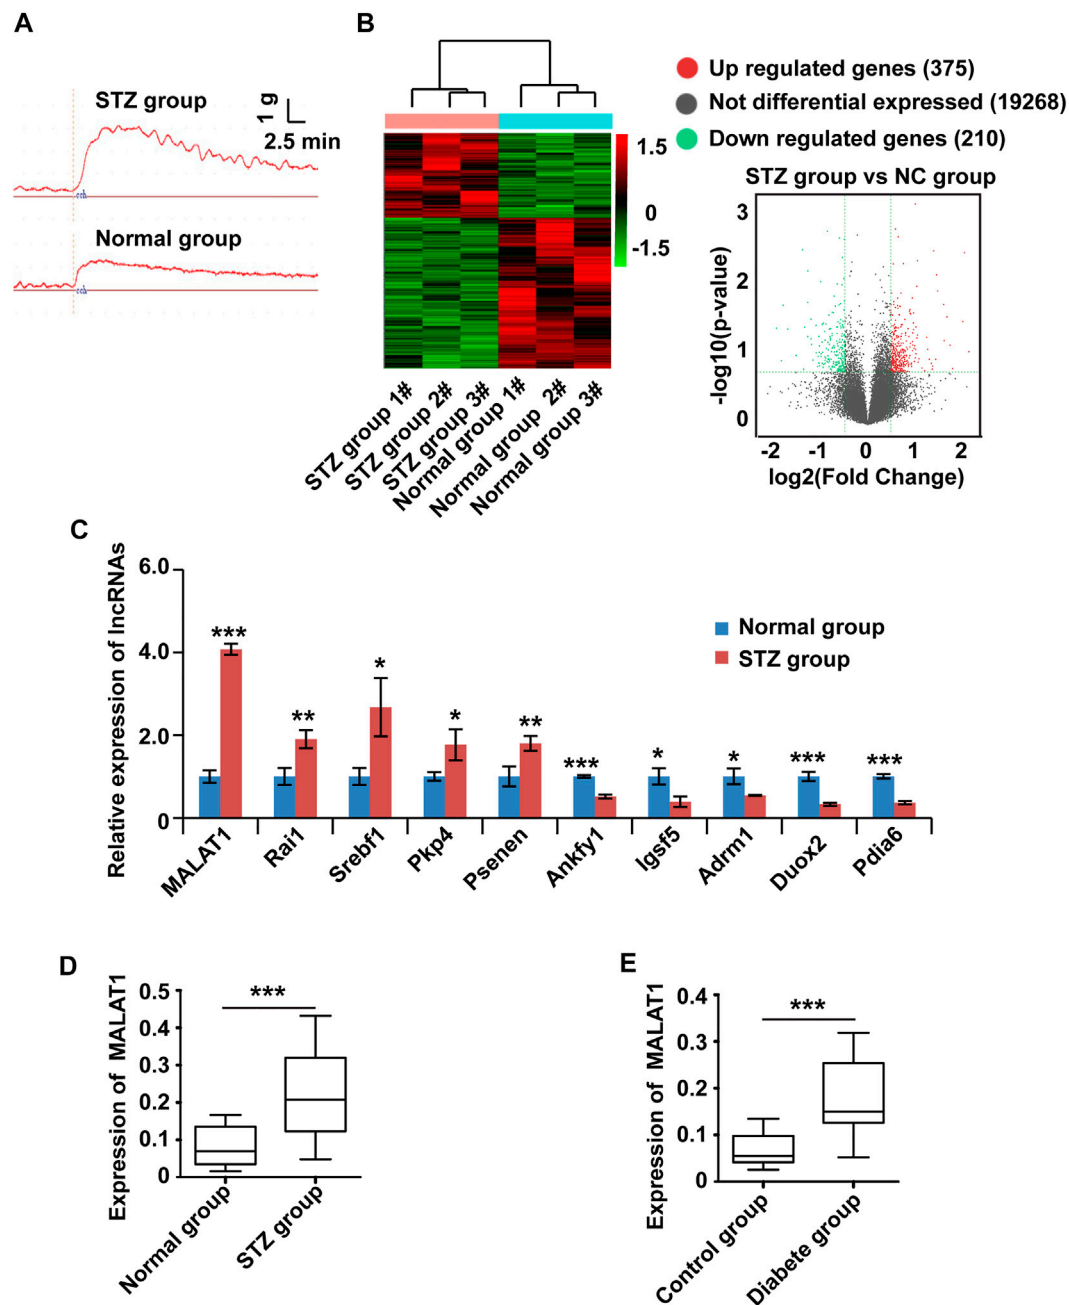 A
STZ group
1 g
2.5 min
Normal group
B
1.5
0
-1.5
STZ group 1#
STZ group 2#
STZ group 3#
Normal group 1#
Normal group 2#
Normal group 3#
Up regulated genes (375)
Not differential expressed (19268)
Down regulated genes (210)
STZ group vs NC group
-log10(p-value)
3
2
1
0
-2 -1 0 1 2
log2(Fold Change)
C
Relative expression of lncRNAs
6.0
4.0
2.0
0
Normal group
STZ group
*** ** * * ** *** * * *** ***
MALAT1 Rai1 Srebf1 Pkp4 Psenen Ankfy1 Igsf5 Adrm1 Duox2 Pdia6
D
Expression of MALAT1
0.5
0.4
0.3
0.2
0.1
0
***
Normal group
STZ group
E
Expression of MALAT1
0.4
0.3
0.2
0.1
0
***
Control group
Diabete group